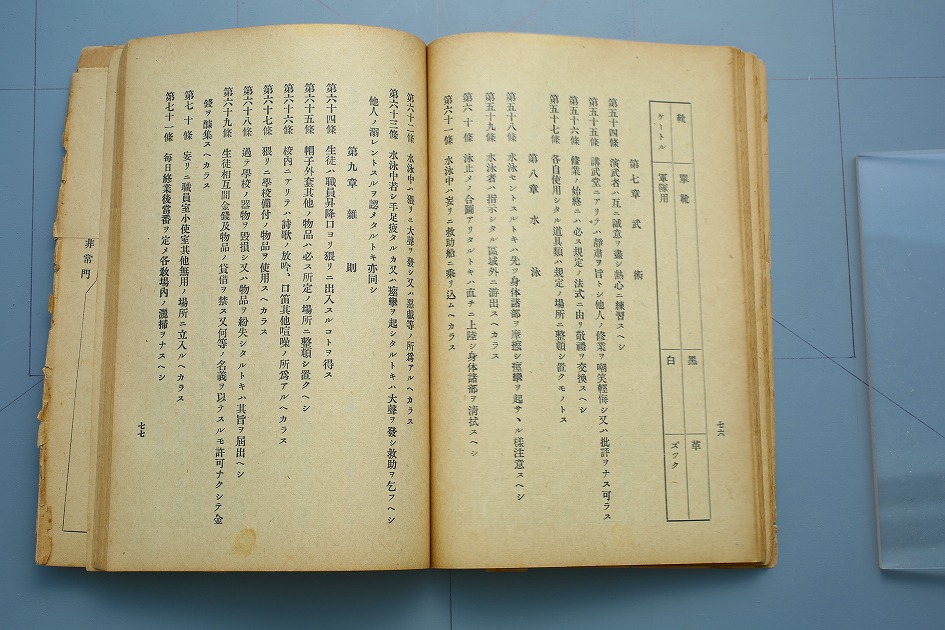 七六
靴 軍靴 黑 革
ケートル 軍隊用 白 ズック
第七章 武術
第五十四條 演武者ハ互ニ誠意ヲ盡シ熱心ニ練習スヘシ
第五十五條 講武堂ニアリテハ靜肅ヲ旨トシ他人ノ修業ヲ嘲笑輕侮シ又ハ批評ヲナス可ラス
第五十六條 修業ノ始終ニハ必ス規定ノ法式ニ由リ敬禮ヲ交換スヘシ
第五十七條 各自使用シタル道具類ハ規定ノ場所ニ整頓シ置クモノトス
第八章 水泳
第五十八條 水泳セントスルトキハ先ツ身体諸部ヲ摩擦シ痙攣ヲ起サヽル樣注意スヘシ
第五十九條 水泳者ハ指示シタル區域外ニ游出スヘカラス
第六十條 泳止メノ合圖アリタルトキハ直チニ上陸シ身体諸部ヲ清拭スヘシ
第六十一條 水泳中ハ妄リニ救助船ニ乘リ込ムヘカラス
第六十二條 水泳中ハ猥リニ大聲ヲ發シ又ハ惡戲等ノ所爲アルヘカラス
第六十三條 水泳中若シ手足疲タルカ又ハ痙攣ヲ起シタルトキハ大聲ヲ發シ救助ヲ乞フヘシ
他人ノ溺レントスルヲ認メタルトキ亦同シ
第九章 雜則
第六十四條 生徒ハ職員昇降口ヨリ猥リニ出入スルコトヲ得ス
第六十五條 帽子外套其他ノ物品ハ必ス所定ノ場所ニ整頓シ置クヘシ
第六十六條 校内ニアリテハ詩歌ノ放吟、口笛其他喧噪ノ所爲アルヘカラス
第六十七條 猥リニ學校備付ノ物品ヲ使用スヘカラス
第六十八條 過テ學校ノ器物ヲ毀損シ又ハ物品ヲ紛失シタルトキハ其旨ヲ屆出ヘシ
第六十九條 生徒相互間金錢及物品ノ貸借ヲ禁ス又何等ノ名義ヲ以テスルモ許可ナクシテ金
錢ヲ醵集スヘカラス
第七十條 妄リニ職員室小使室其他無用ノ場所ニ立入ルヘカラス
第七十一條 每日終業後當番ヲ定メ各敎場内ノ灑掃ヲナスヘシ
七七
非常門